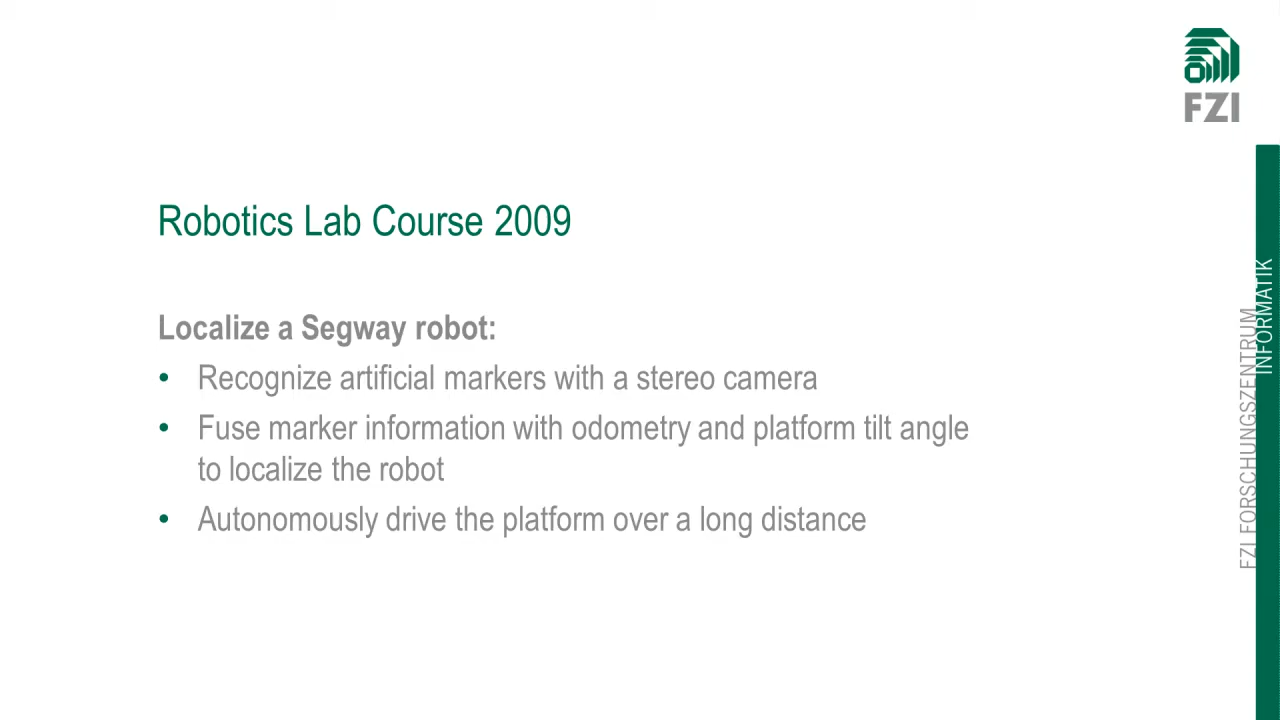 FZI
Robotics Lab Course 2009
Localize a Segway robot:
• Recognize artificial markers with a stereo camera
• Fuse marker information with odometry and platform tilt angle
to localize the robot
• Autonomously drive the platform over a long distance
FZI FORSCHUNGSZENTRUM
INFORMATIK